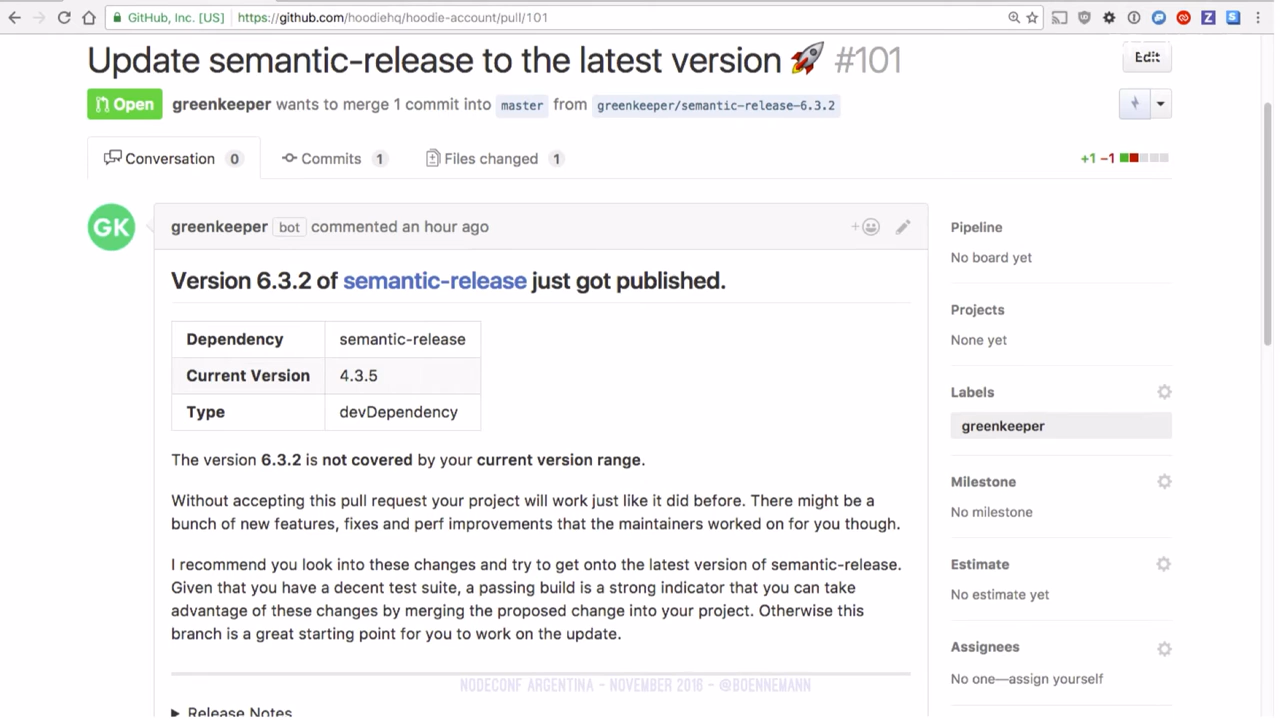 GitHub, Inc. [US]
https://github.com/hoodiehq/hoodie-account/pull/101
Update semantic-release to the latest version 🚀 #101
Edit
Open
greenkeeper wants to merge 1 commit into master from greenkeeper/semantic-release-6.3.2
Conversation 0
Commits 1
Files changed 1
+1 −1
GK
greenkeeper bot commented an hour ago
Version 6.3.2 of semantic-release just got published.
Dependency semantic-release
Current Version 4.3.5
Type devDependency
The version 6.3.2 is not covered by your current version range.
Without accepting this pull request your project will work just like it did before. There might be a
bunch of new features, fixes and perf improvements that the maintainers worked on for you though.
I recommend you look into these changes and try to get onto the latest version of semantic-release.
Given that you have a decent test suite, a passing build is a strong indicator that you can take
advantage of these changes by merging the proposed change into your project. Otherwise this
branch is a great starting point for you to work on the update.
NODECONF ARGENTINA - NOVEMBER 2016 - @BOENNEMANN
Release Notes
Pipeline
No board yet
Projects
None yet
Labels
greenkeeper
Milestone
No milestone
Estimate
No estimate yet
Assignees
No one—assign yourself